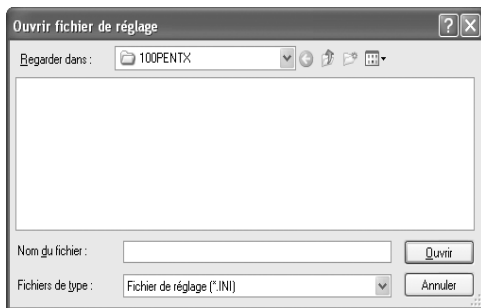 Ouvrir fichier de réglage
Regarder dans : 100PENTX
Nom du fichier : Ouvrir
Fichiers de type : Fichier de réglage (*.INI) Annuler